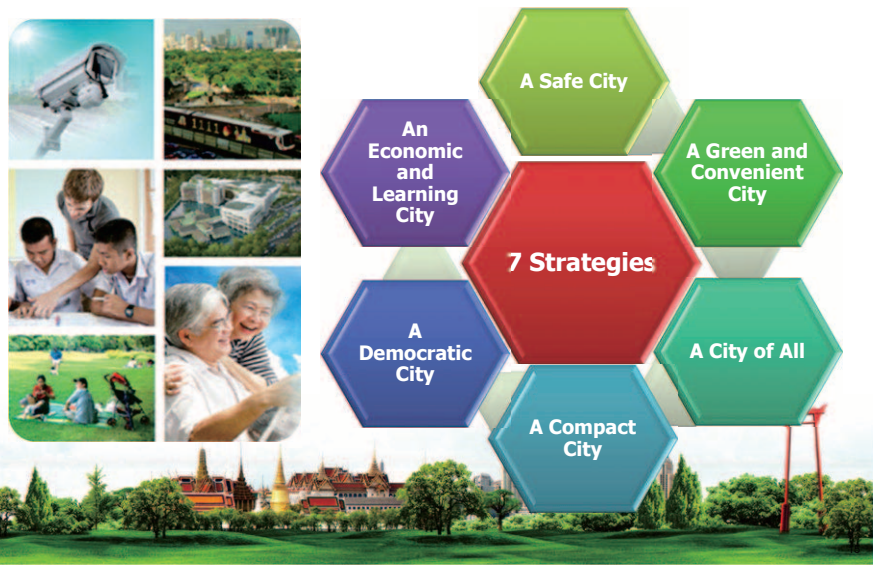 A Safe City
An
Economic
and
Learning
City
A Green and
Convenient
City
7 Strategies
A
Democratic
City
A City of All
A Compact
City